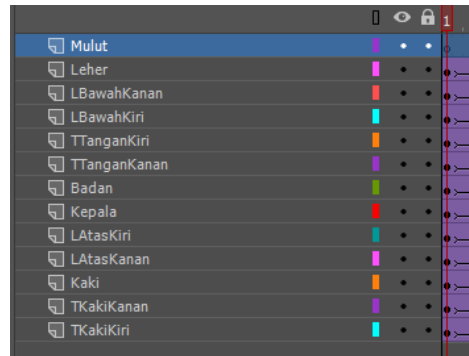 1
Mulut
Leher
LBawahKanan
LBawahKiri
TTanganKiri
TTanganKanan
Badan
Kepala
LAtasKiri
LAtasKanan
Kaki
TKakiKanan
TKakiKiri